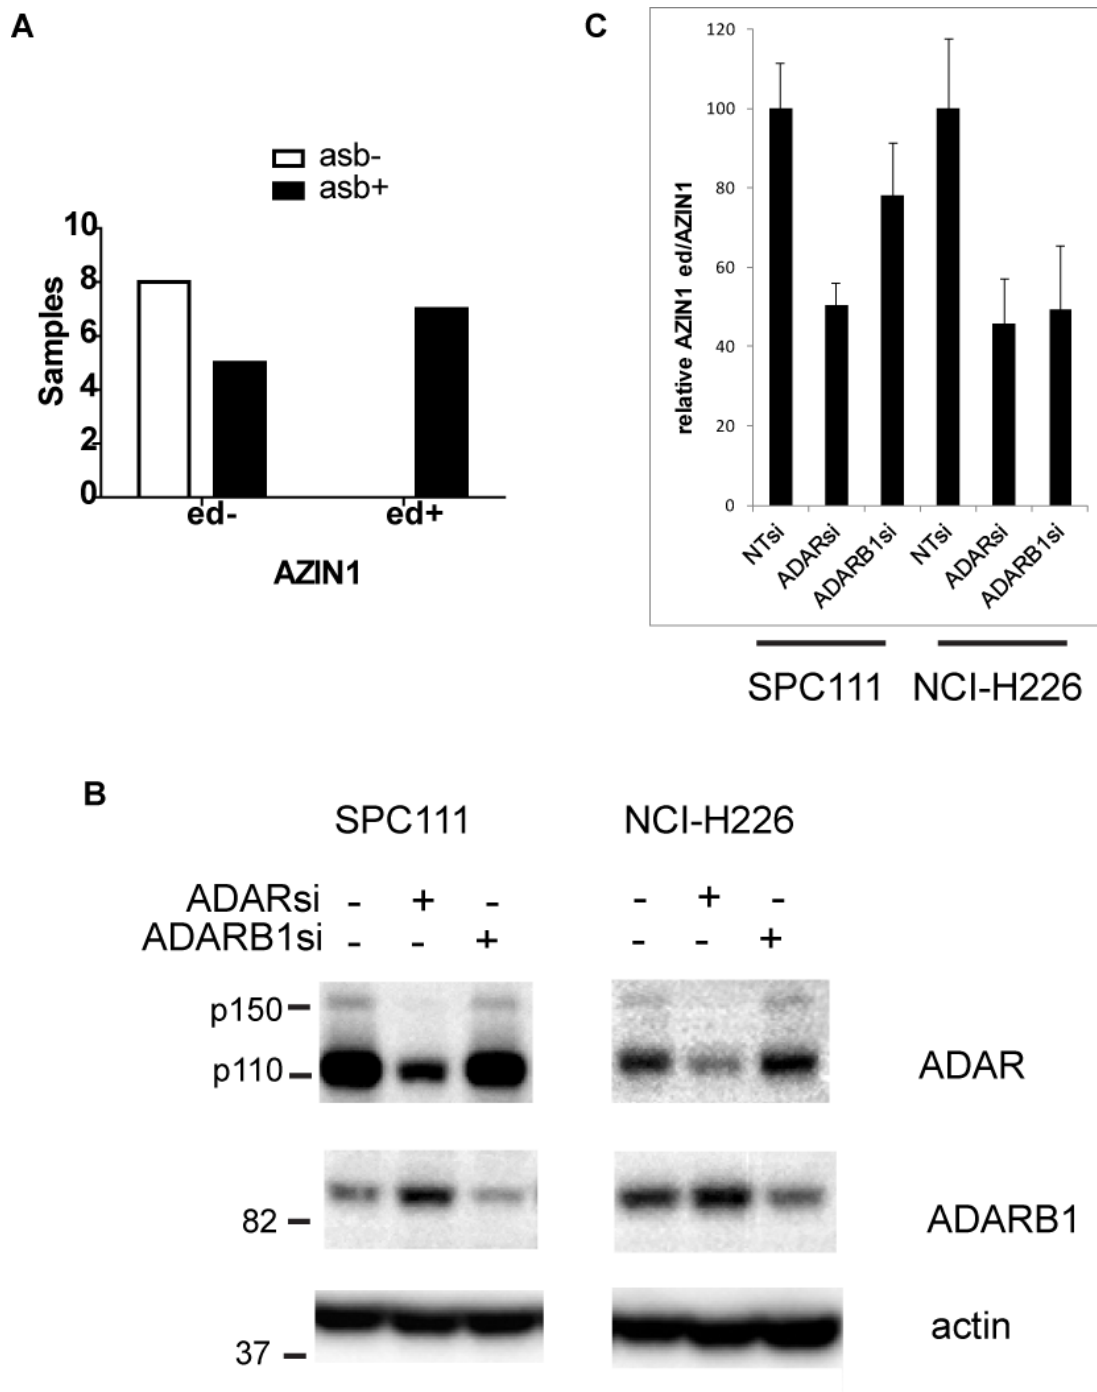 A
asb-
asb+
10
8
6
4
2
0
Samples
ed- ed+
AZIN1
C
120
100
80
60
40
20
0
relative AZIN1 ed/AZIN1
NTsi ADARsi ADARB1si NTsi ADARsi ADARB1si
SPC111 NCI-H226
B
SPC111 NCI-H226
ADARsi - + - - + -
ADARB1si - - + - - +
p150
p110
ADAR
82
ADARB1
37
actin